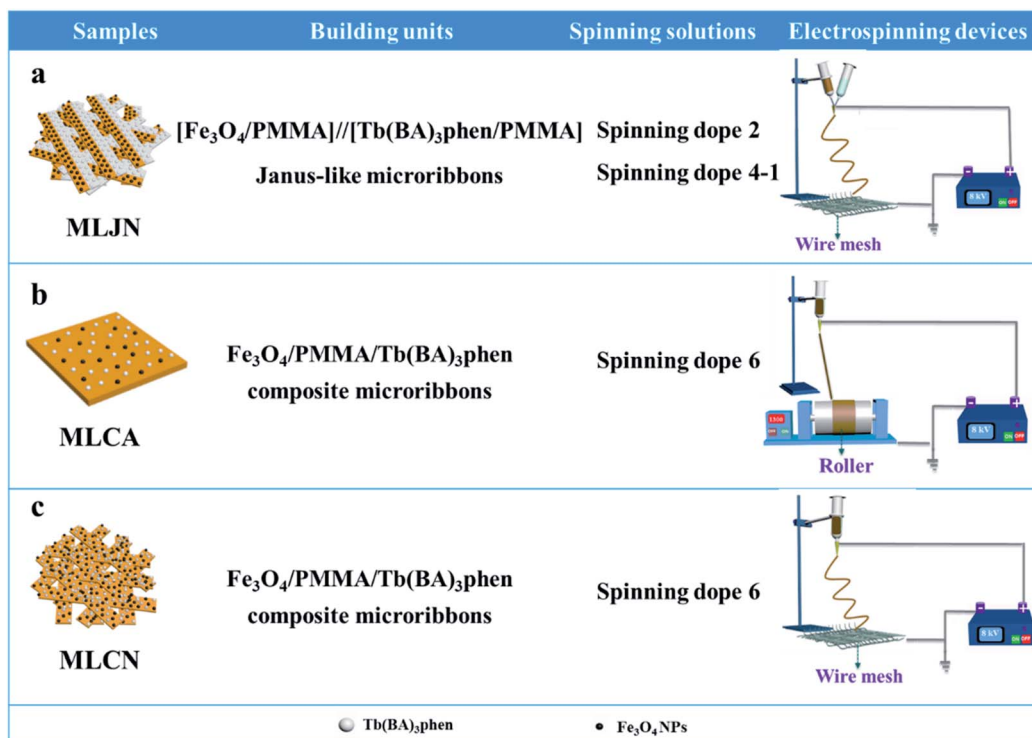 Samples Building units Spinning solutions Electrospinning devices
a
[Fe₃O₄/PMMA]//[Tb(BA)₃phen/PMMA] Spinning dope 2
Janus-like microribbons Spinning dope 4-1
MLJN
8 kV
ON OFF
Wire mesh
b
Fe₃O₄/PMMA/Tb(BA)₃phen
composite microribbons
Spinning dope 6
MLCA
8 kV
ON OFF
Roller
c
Fe₃O₄/PMMA/Tb(BA)₃phen
composite microribbons
Spinning dope 6
MLCN
8 kV
ON OFF
Wire mesh
Tb(BA)₃phen Fe₃O₄ NPs